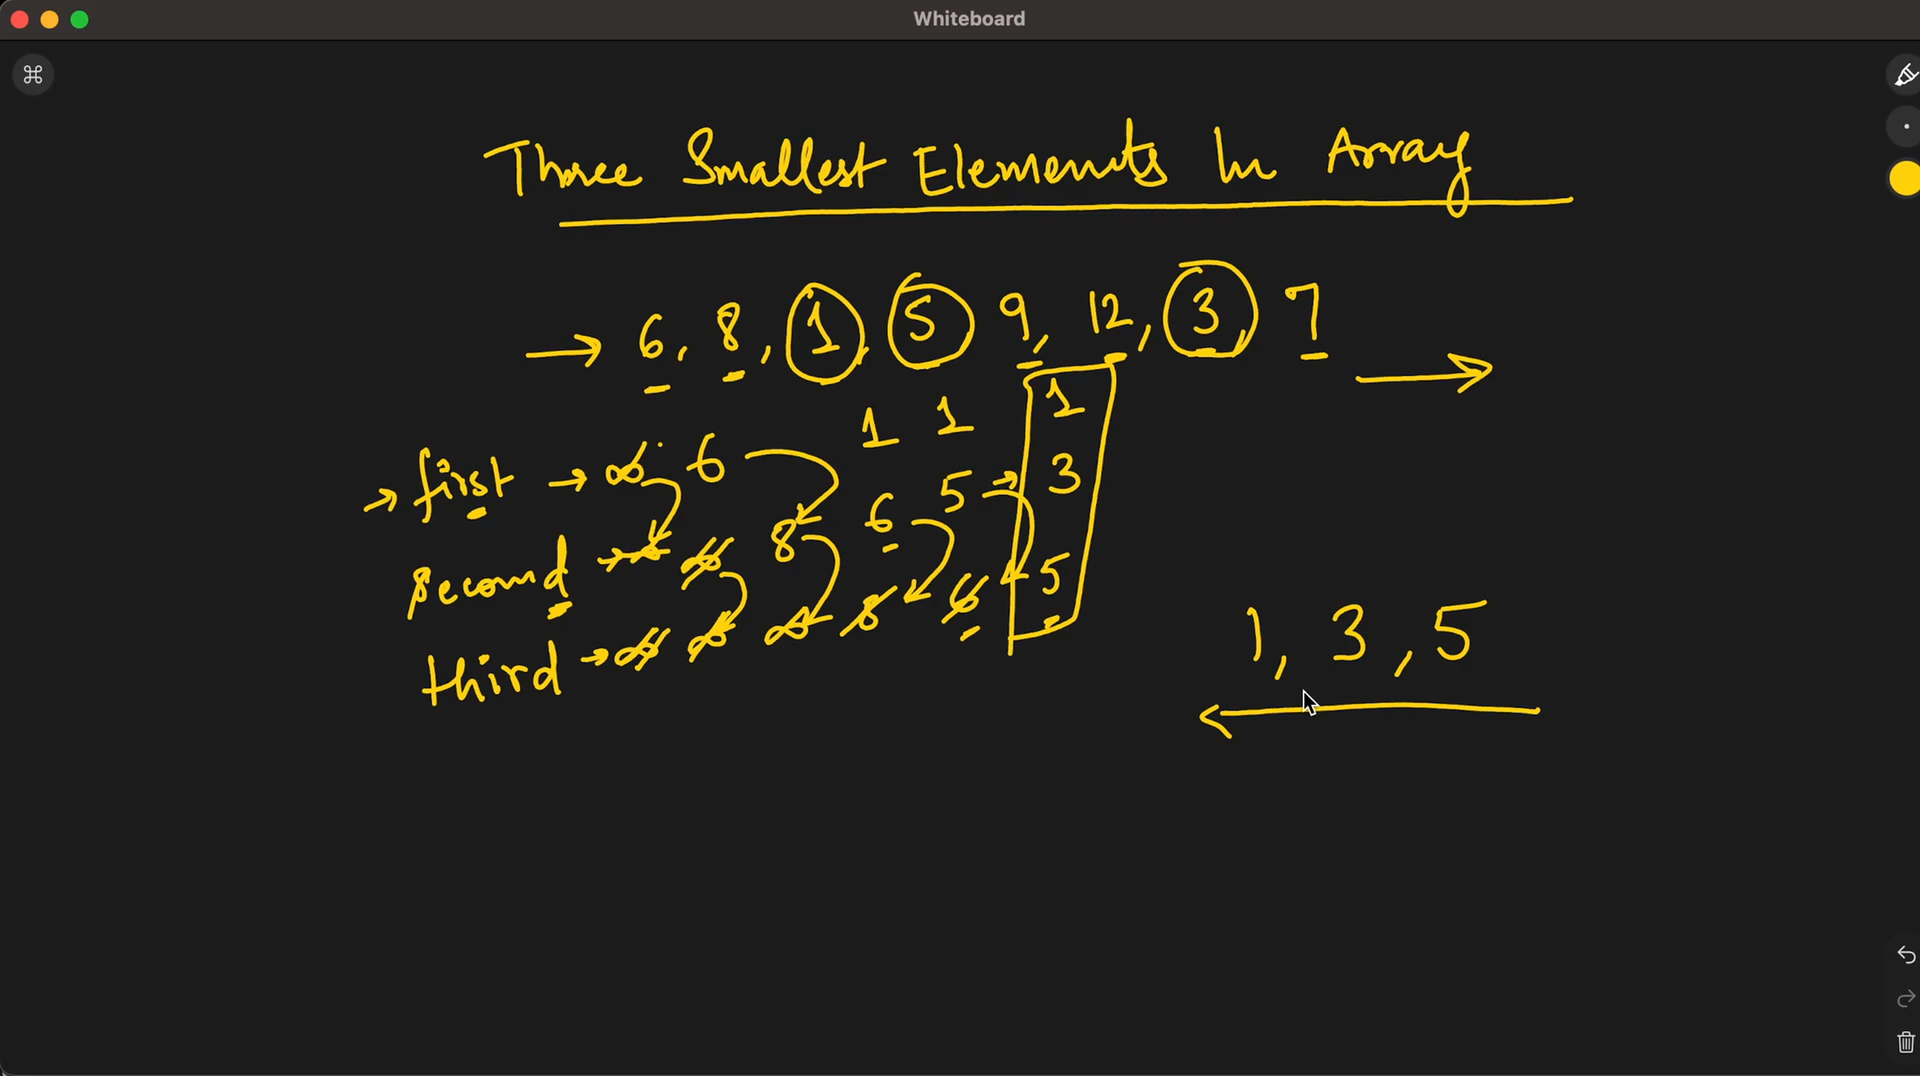 Whiteboard
Three Smallest Elements In Array
→ 6, 8, 1, 5 9, 12, 3, 7 →
1 1 1
→ first → ∞ 6
6 5 → 3
second → ∞ ∞ 8
third → ∞ ∞ ∞ 8 6 5
1, 3, 5